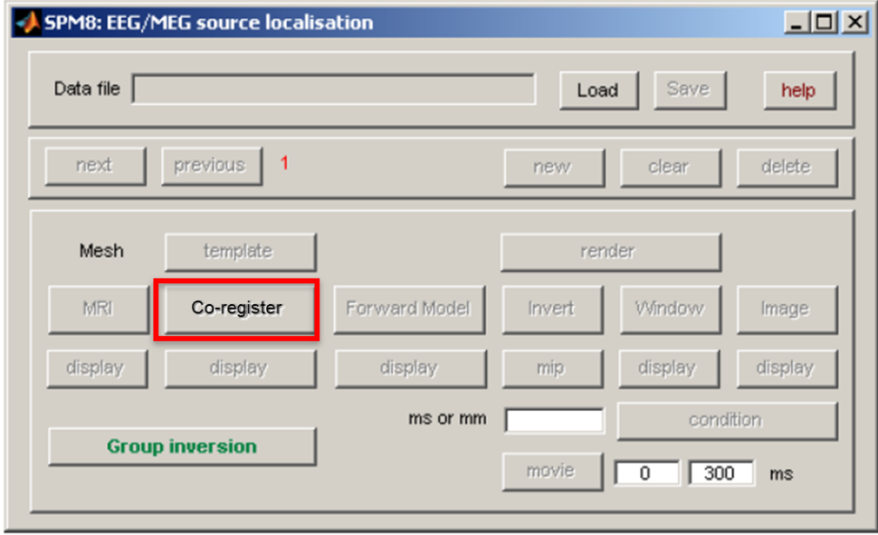 SPM8: EEG/MEG source localisation
Data file Load Save help
next previous 1 new clear delete
Mesh template render
MRI Co-register Forward Model Invert Window Image
display display display mip display display
ms or mm condition
Group inversion
movie 0 300 ms